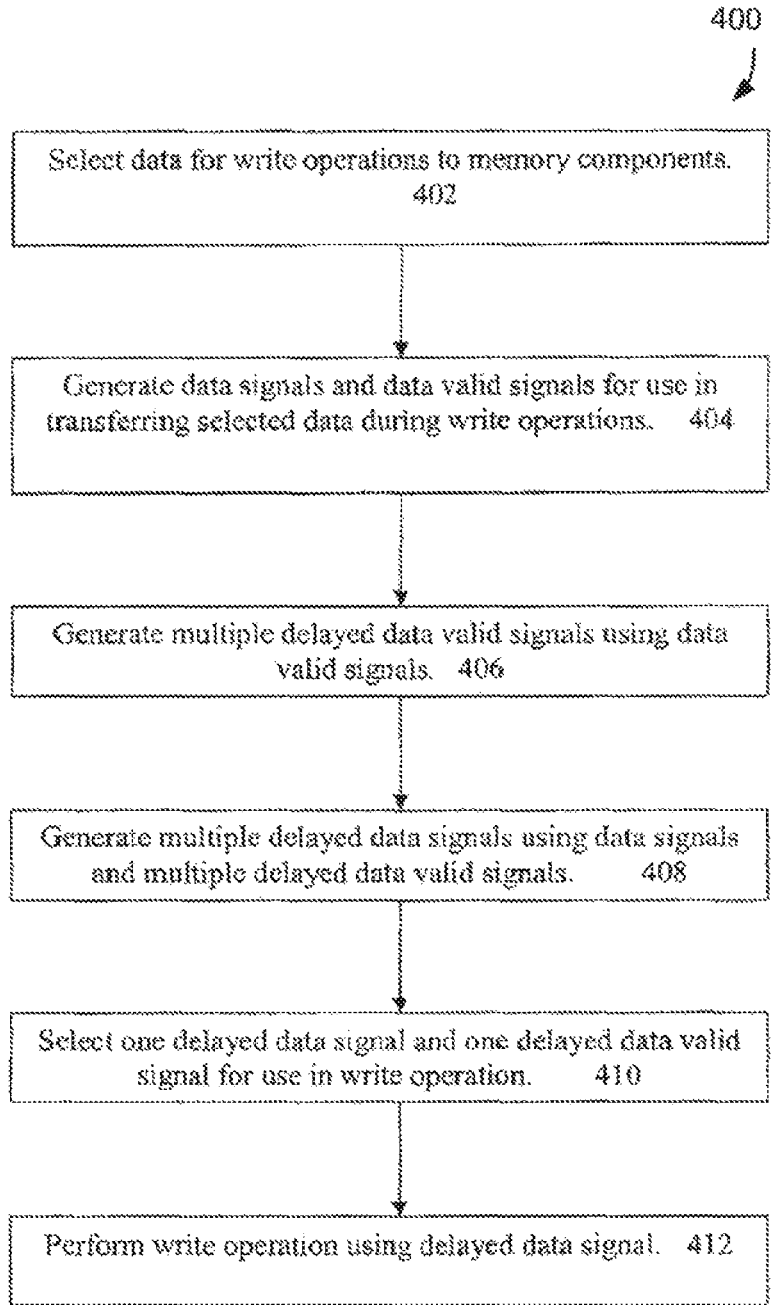 400
Select data for write operations to memory components.
402
Generate data signals and data valid signals for use in
transferring selected data during write operations. 404
Generate multiple delayed data valid signals using data
valid signals. 406
Generate multiple delayed data signals using data signals
and multiple delayed data valid signals. 408
Select one delayed data signal and one delayed data valid
signal for use in write operation. 410
Perform write operation using delayed data signal. 412